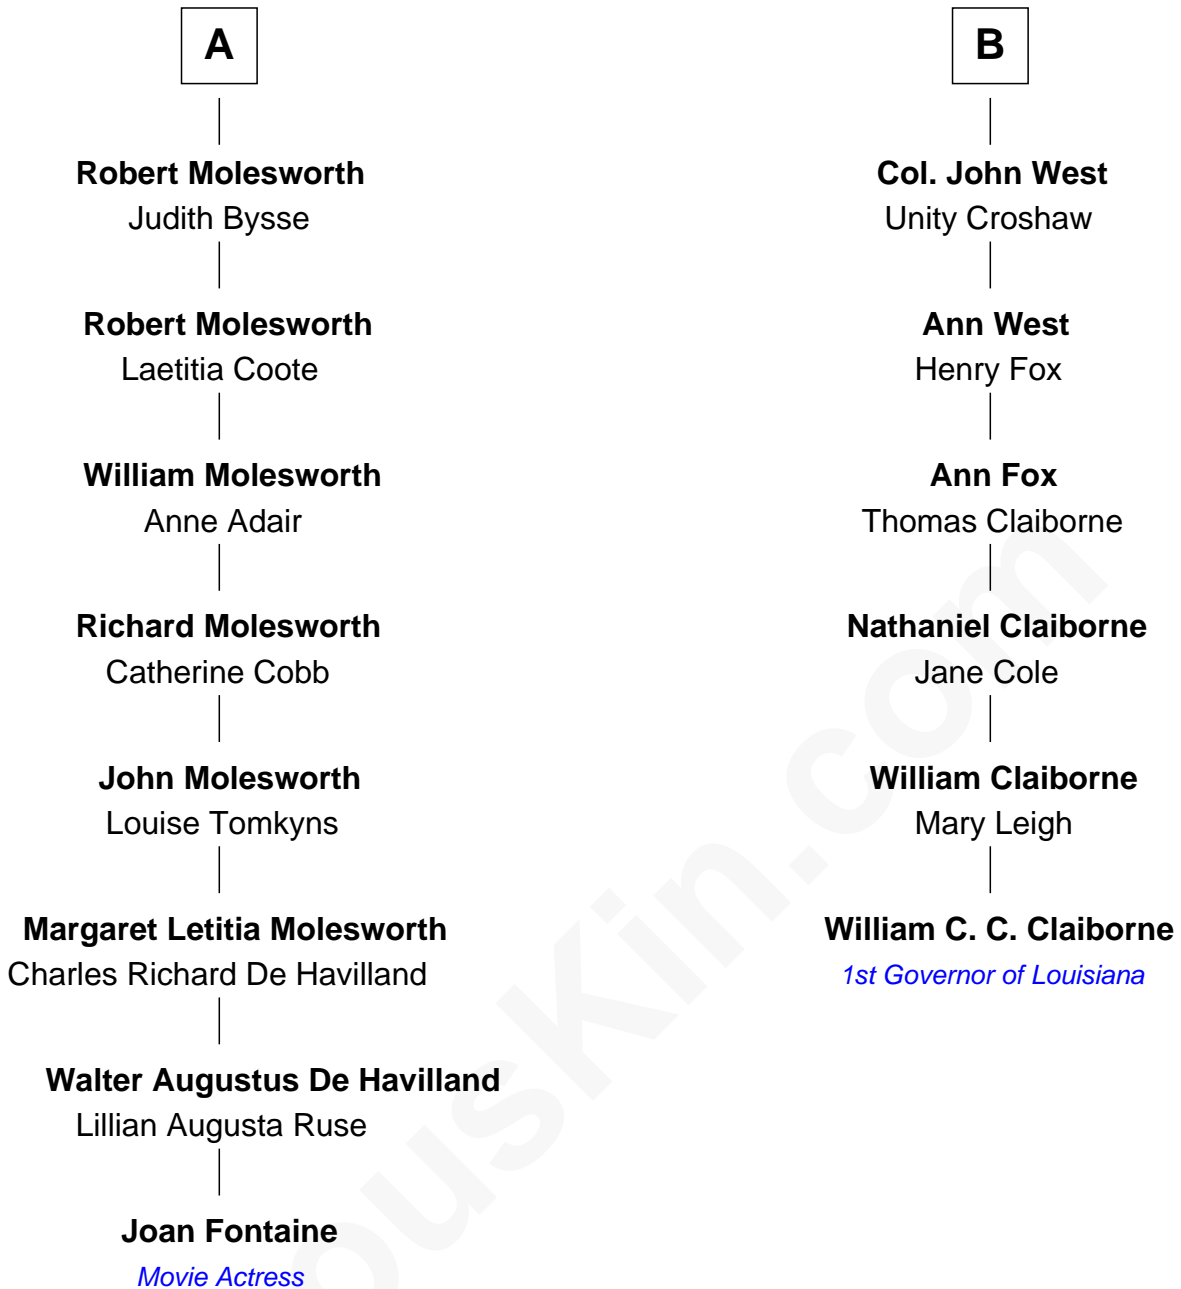 A
Robert Molesworth
Judith Bysse
Robert Molesworth
Laetitia Coote
William Molesworth
Anne Adair
Richard Molesworth
Catherine Cobb
John Molesworth
Louise Tomkyns
Margaret Letitia Molesworth
Charles Richard De Havilland
Walter Augustus De Havilland
Lillian Augusta Ruse
Joan Fontaine
Movie Actress
B
Col. John West
Unity Croshaw
Ann West
Henry Fox
Ann Fox
Thomas Claiborne
Nathaniel Claiborne
Jane Cole
William Claiborne
Mary Leigh
William C. C. Claiborne
1st Governor of Louisiana
ousKin.com